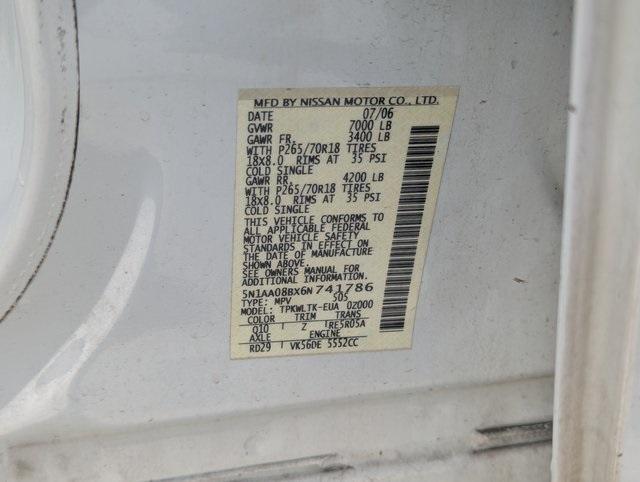 MFD BY NISSAN MOTOR CO., LTD.
DATE 07/06
GVWR 7000 LB
GAWR FR. 3400 LB
WITH P265/70R18 TIRES
18X8.0 RIMS AT 35 PSI
COLD SINGLE
GAWR RR. 4200 LB
WITH P265/70R18 TIRES
18X8.0 RIMS AT 35 PSI
COLD SINGLE
THIS VEHICLE CONFORMS TO
ALL APPLICABLE FEDERAL
MOTOR VEHICLE SAFETY
STANDARDS IN EFFECT ON
THE DATE OF MANUFACTURE
SHOWN ABOVE.
SEE OWNERS MANUAL FOR
ADDITIONAL INFORMATION.
5N1AA08BX6N741786
TYPE: MPV 505
MODEL: TPKWLTK-EUA 0Z000
COLOR TRIM TRANS
Q10 Z RE5R05A
AXLE ENGINE
RD29 VK56DE 5552CC